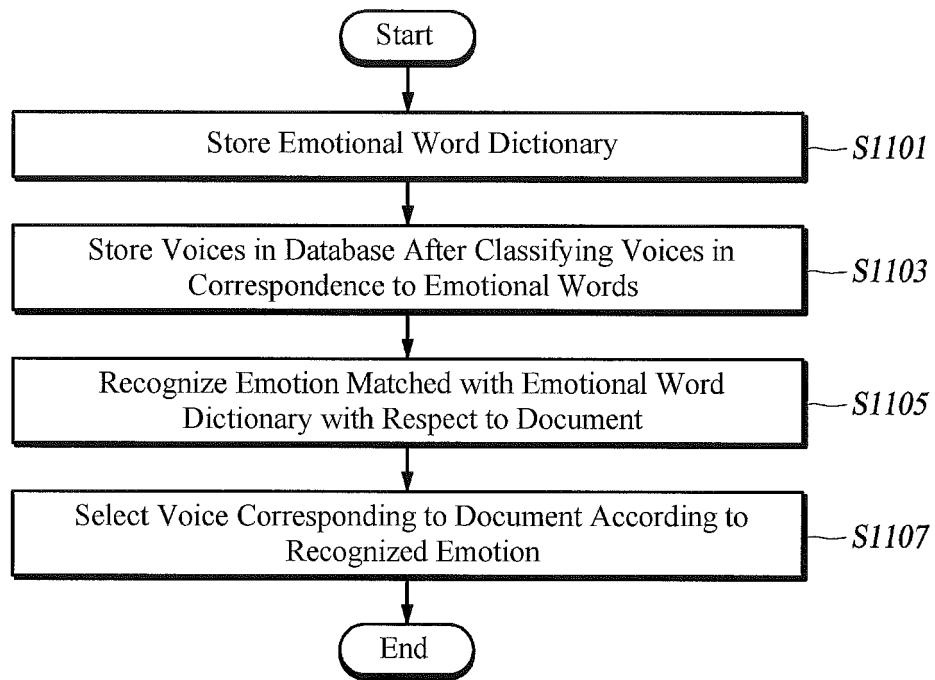 Start
Store Emotional Word Dictionary
S1101
Store Voices in Database After Classifying Voices in
Correspondence to Emotional Words
S1103
Recognize Emotion Matched with Emotional Word
Dictionary with Respect to Document
S1105
Select Voice Corresponding to Document According to
Recognized Emotion
S1107
End